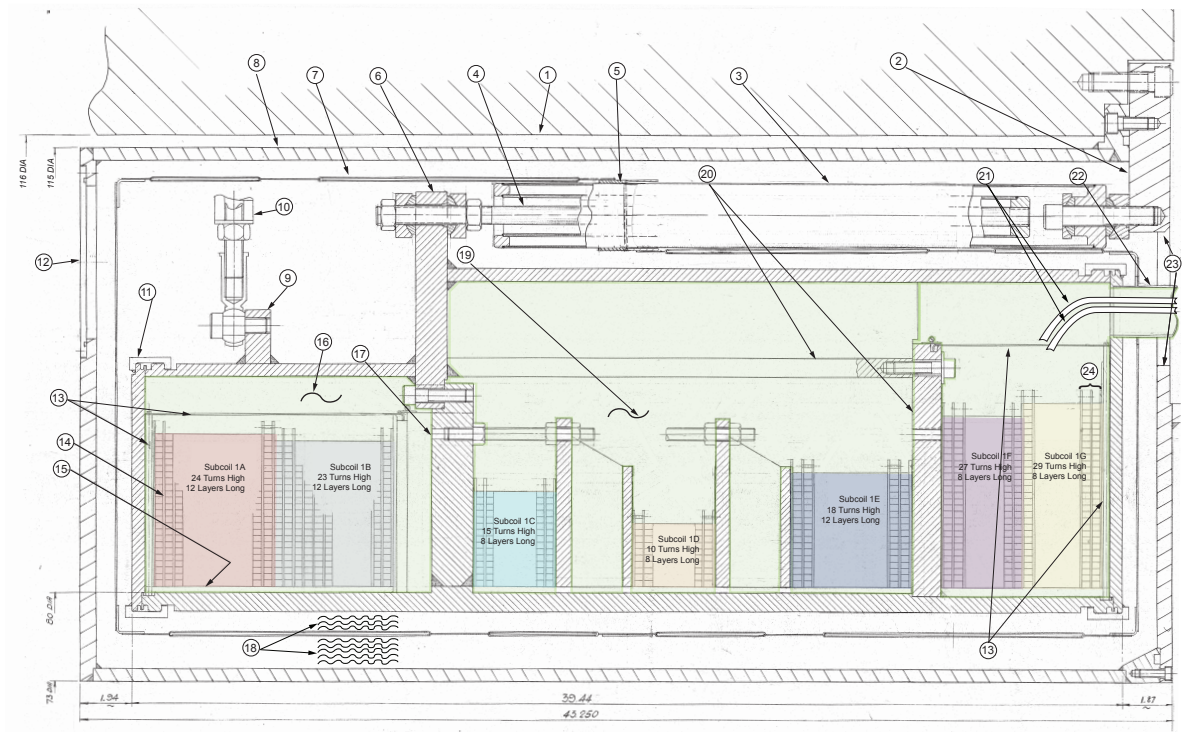 8
7
6
4
1
5
3
2
116 DIA
115 DIA
10
20
21
22
12
19
23
9
11
16
17
24
13
14
15
Subcoil 1A
24 Turns High
12 Layers Long
Subcoil 1B
23 Turns High
12 Layers Long
Subcoil 1C
15 Turns High
8 Layers Long
Subcoil 1D
10 Turns High
8 Layers Long
Subcoil 1E
18 Turns High
12 Layers Long
Subcoil 1F
27 Turns High
8 Layers Long
Subcoil 1G
29 Turns High
8 Layers Long
80 DIA
18
13
73 DIA
1.94
39.44
1.87
43.250